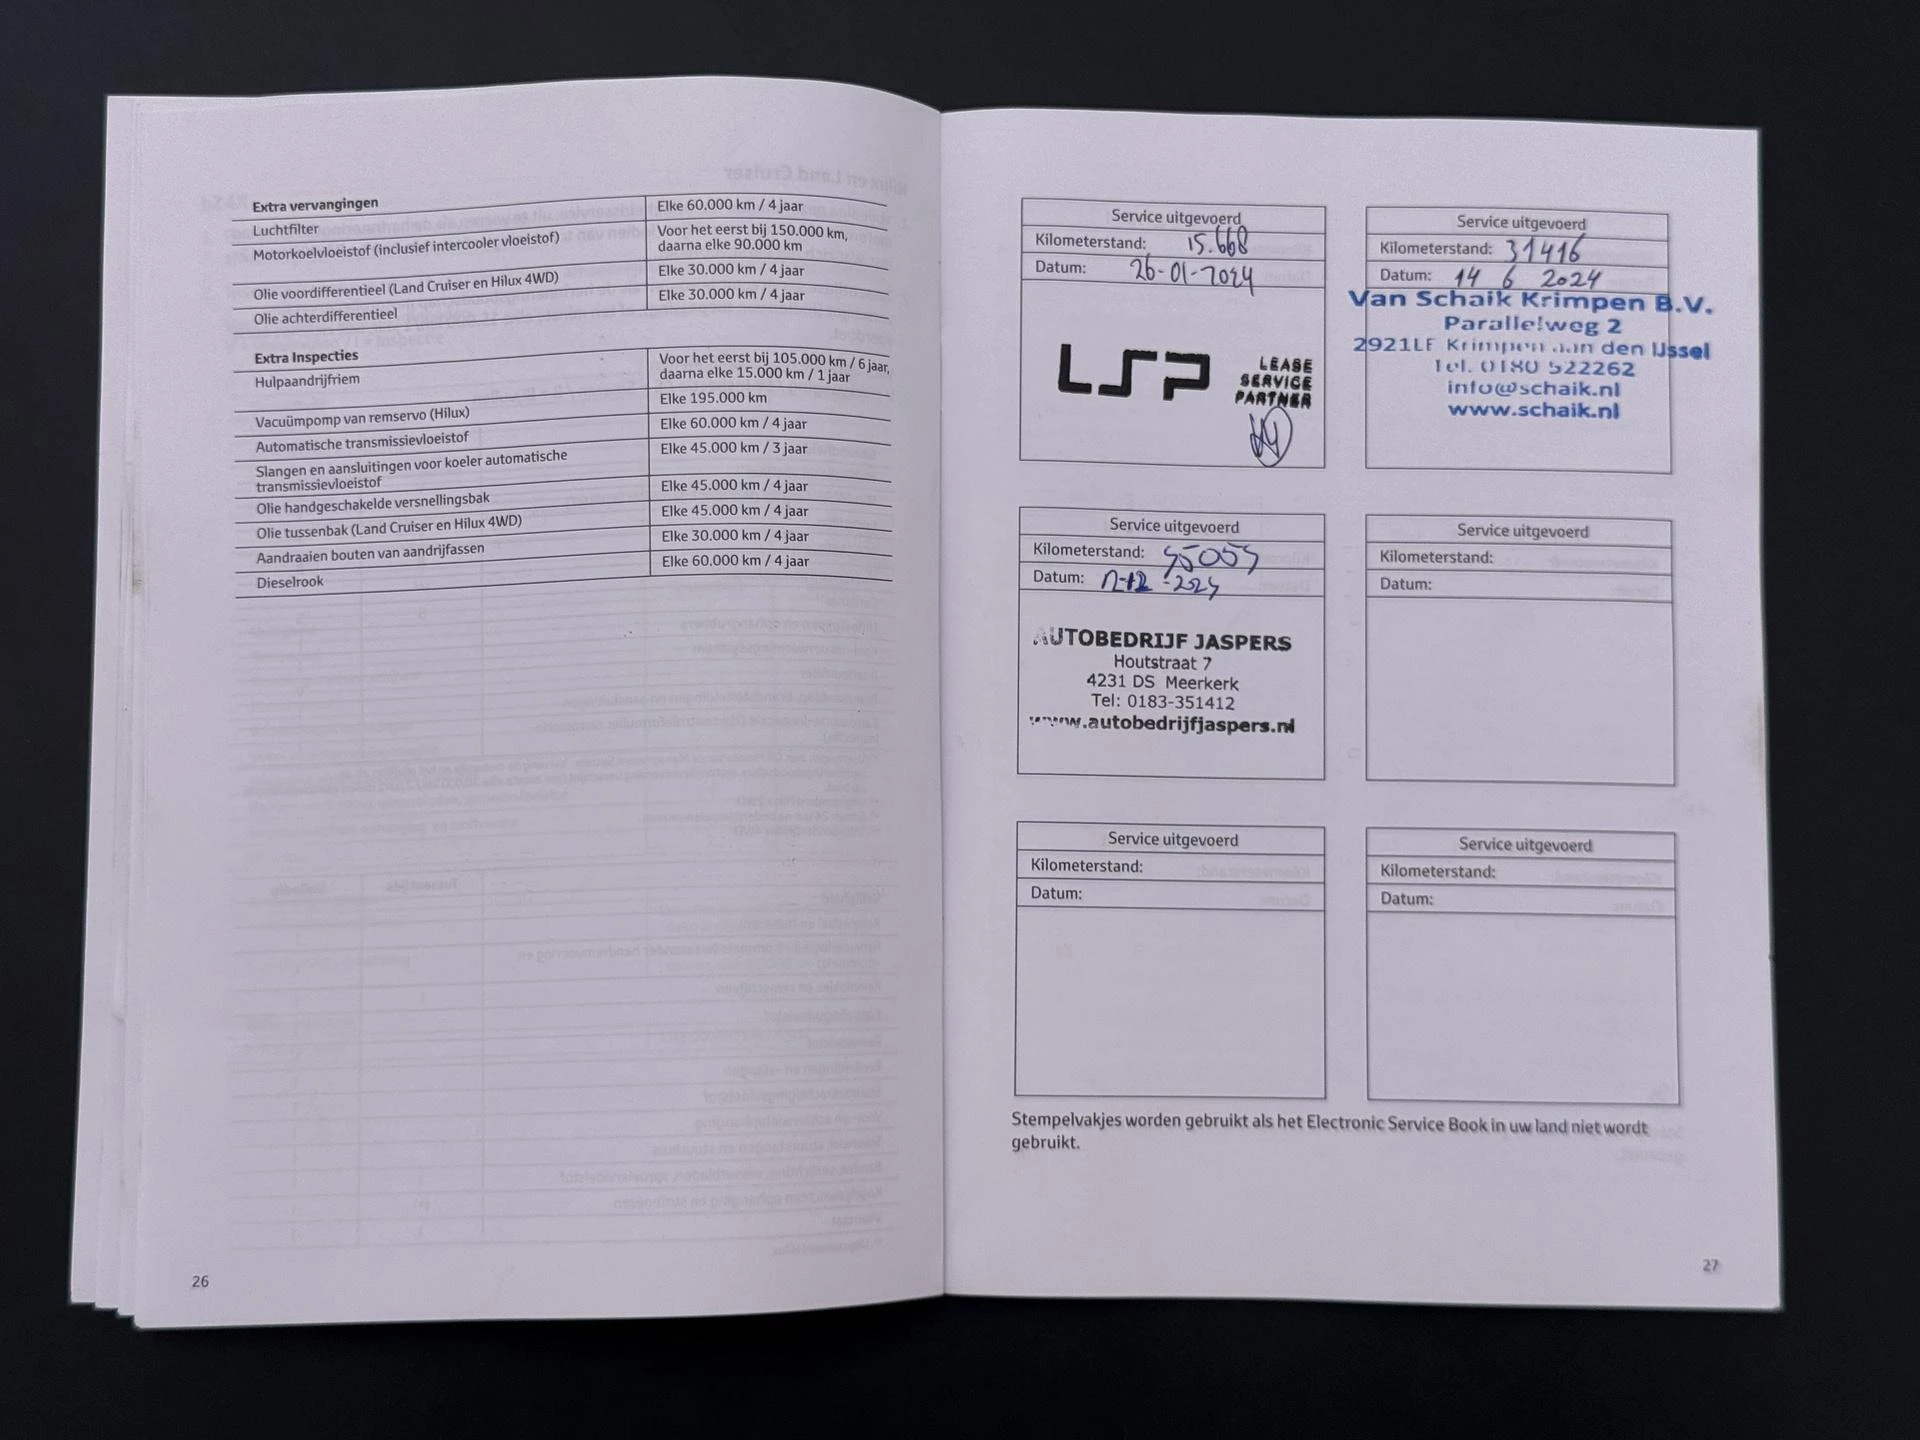 Extra vervangingen
Elke 60.000 km / 4 jaar
Luchtfilter
Voor het eerst bij 150.000 km,
daarna elke 90.000 km
Motorkoelvloeistof (inclusief intercooler vloeistof)
Elke 30.000 km / 4 jaar
Olie voordifferentieel (Land Cruiser en Hilux 4WD)
Elke 30.000 km / 4 jaar
Olie achterdifferentieel
Extra Inspecties
Voor het eerst bij 105.000 km / 6 jaar,
daarna elke 15.000 km / 1 jaar
Hulpaandrijfriem
Elke 195.000 km
Vacuümpomp van remservo (Hilux)
Elke 60.000 km / 4 jaar
Automatische transmissievloeistof
Elke 45.000 km / 3 jaar
Slangen en aansluitingen voor koeler automatische
transmissievloeistof
Elke 45.000 km / 4 jaar
Olie handgeschakelde versnellingsbak
Elke 45.000 km / 4 jaar
Olie tussenbak (Land Cruiser en Hilux 4WD)
Elke 30.000 km / 4 jaar
Aandraaien bouten van aandrijfassen
Elke 60.000 km / 4 jaar
Dieselrook
26
Service uitgevoerd
Kilometerstand: 15.668
Datum: 26-01-2024
LSP
LEASE
SERVICE
PARTNER
Service uitgevoerd
Kilometerstand: 31416
Datum: 14 6 2024
Van Schaik Krimpen B.V.
Parallelweg 2
2921LE Krimpen aan den IJssel
Tel. 0180 522262
info@schaik.nl
www.schaik.nl
Service uitgevoerd
Kilometerstand:
Datum:
AUTOBEDRIJF JASPERS
Houtstraat 7
4231 DS Meerkerk
Tel: 0183-351412
www.autobedrijfjaspers.nl
Service uitgevoerd
Kilometerstand:
Datum:
Service uitgevoerd
Kilometerstand:
Datum:
Service uitgevoerd
Kilometerstand:
Datum:
Stempelvakjes worden gebruikt als het Electronic Service Book in uw land niet wordt
gebruikt.
27